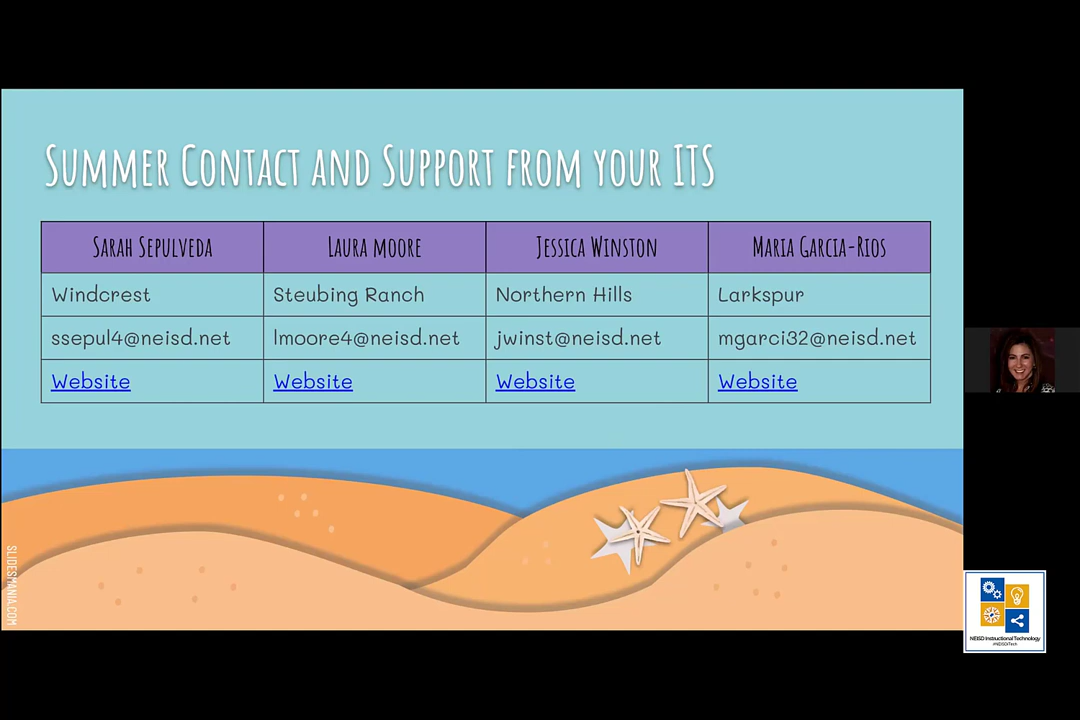 Summer Contact and Support from your ITS
Sarah Sepulveda Laura Moore Jessica Winston Maria Garcia-Rios
Windcrest Steubing Ranch Northern Hills Larkspur
ssepul4@neisd.net lmoore4@neisd.net jwinst@neisd.net mgarci32@neisd.net
Website Website Website Website
SLIDESMANIA.COM
NEISD Instructional Technology
#NEISDiTech